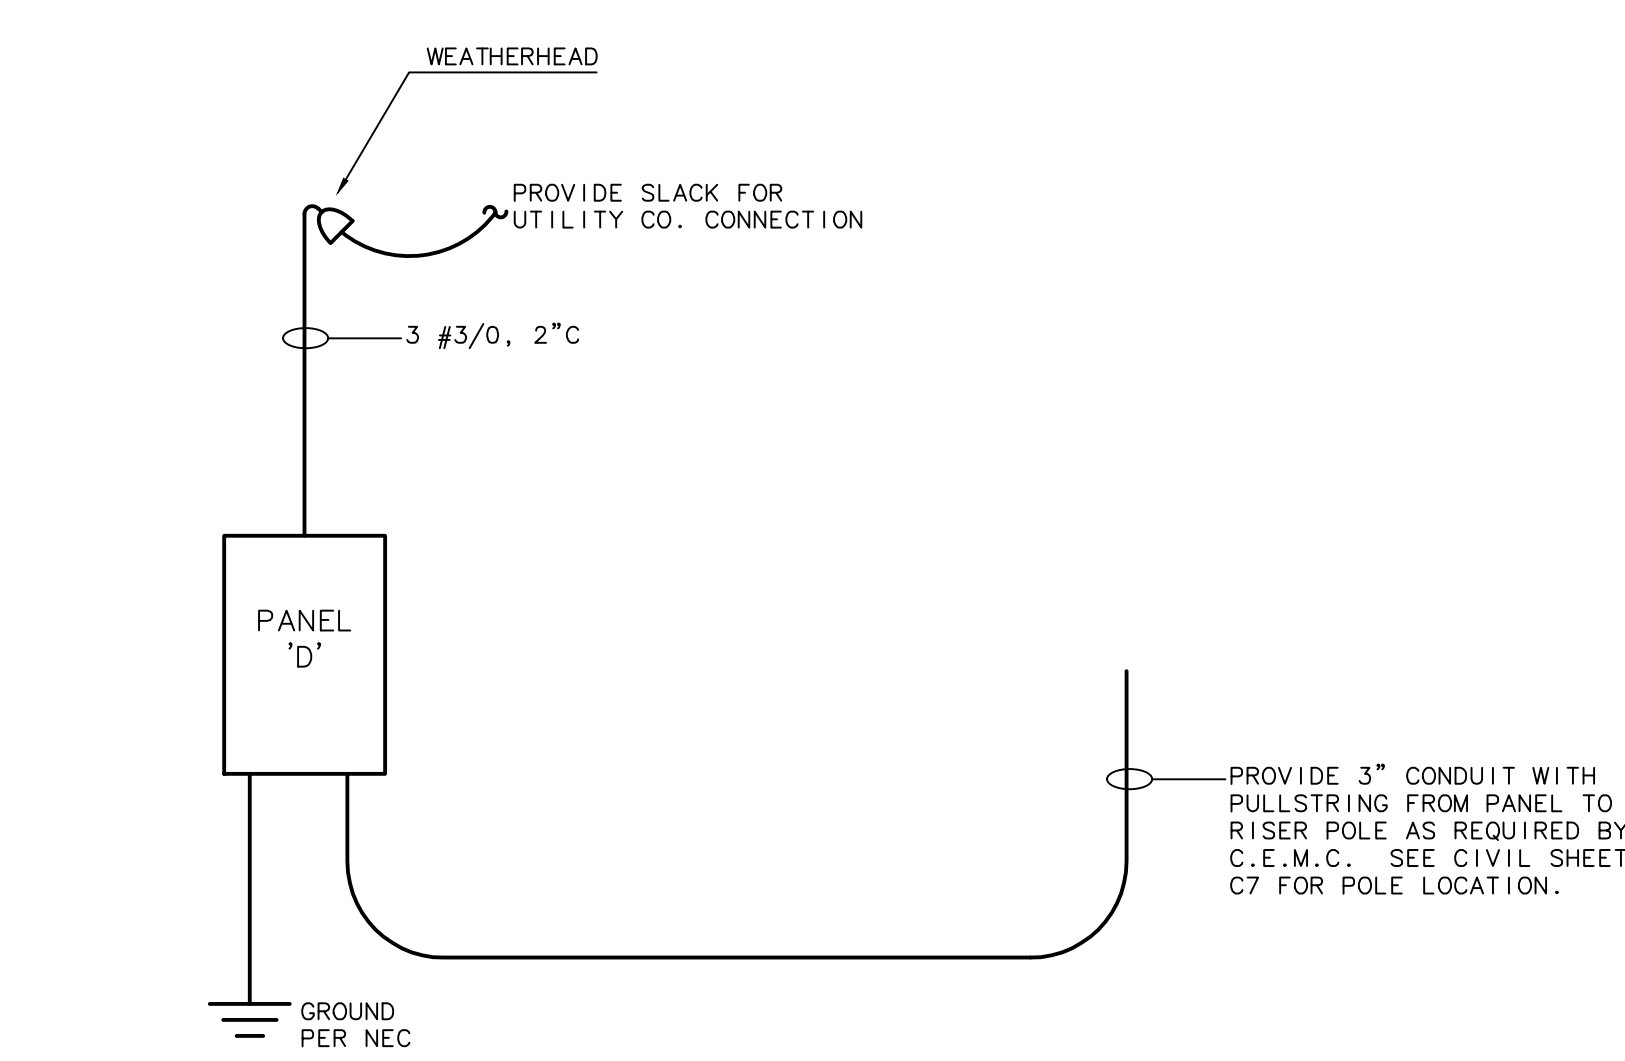 WEATHERHEAD
PROVIDE SLACK FOR
UTILITY CO. CONNECTION
3 #3/0, 2”C
PANEL
'D'
PROVIDE 3” CONDUIT WITH
PULLSTRING FROM PANEL TO
RISER POLE AS REQUIRED BY
C.E.M.C. SEE CIVIL SHEET
C7 FOR POLE LOCATION.
GROUND
PER NEC